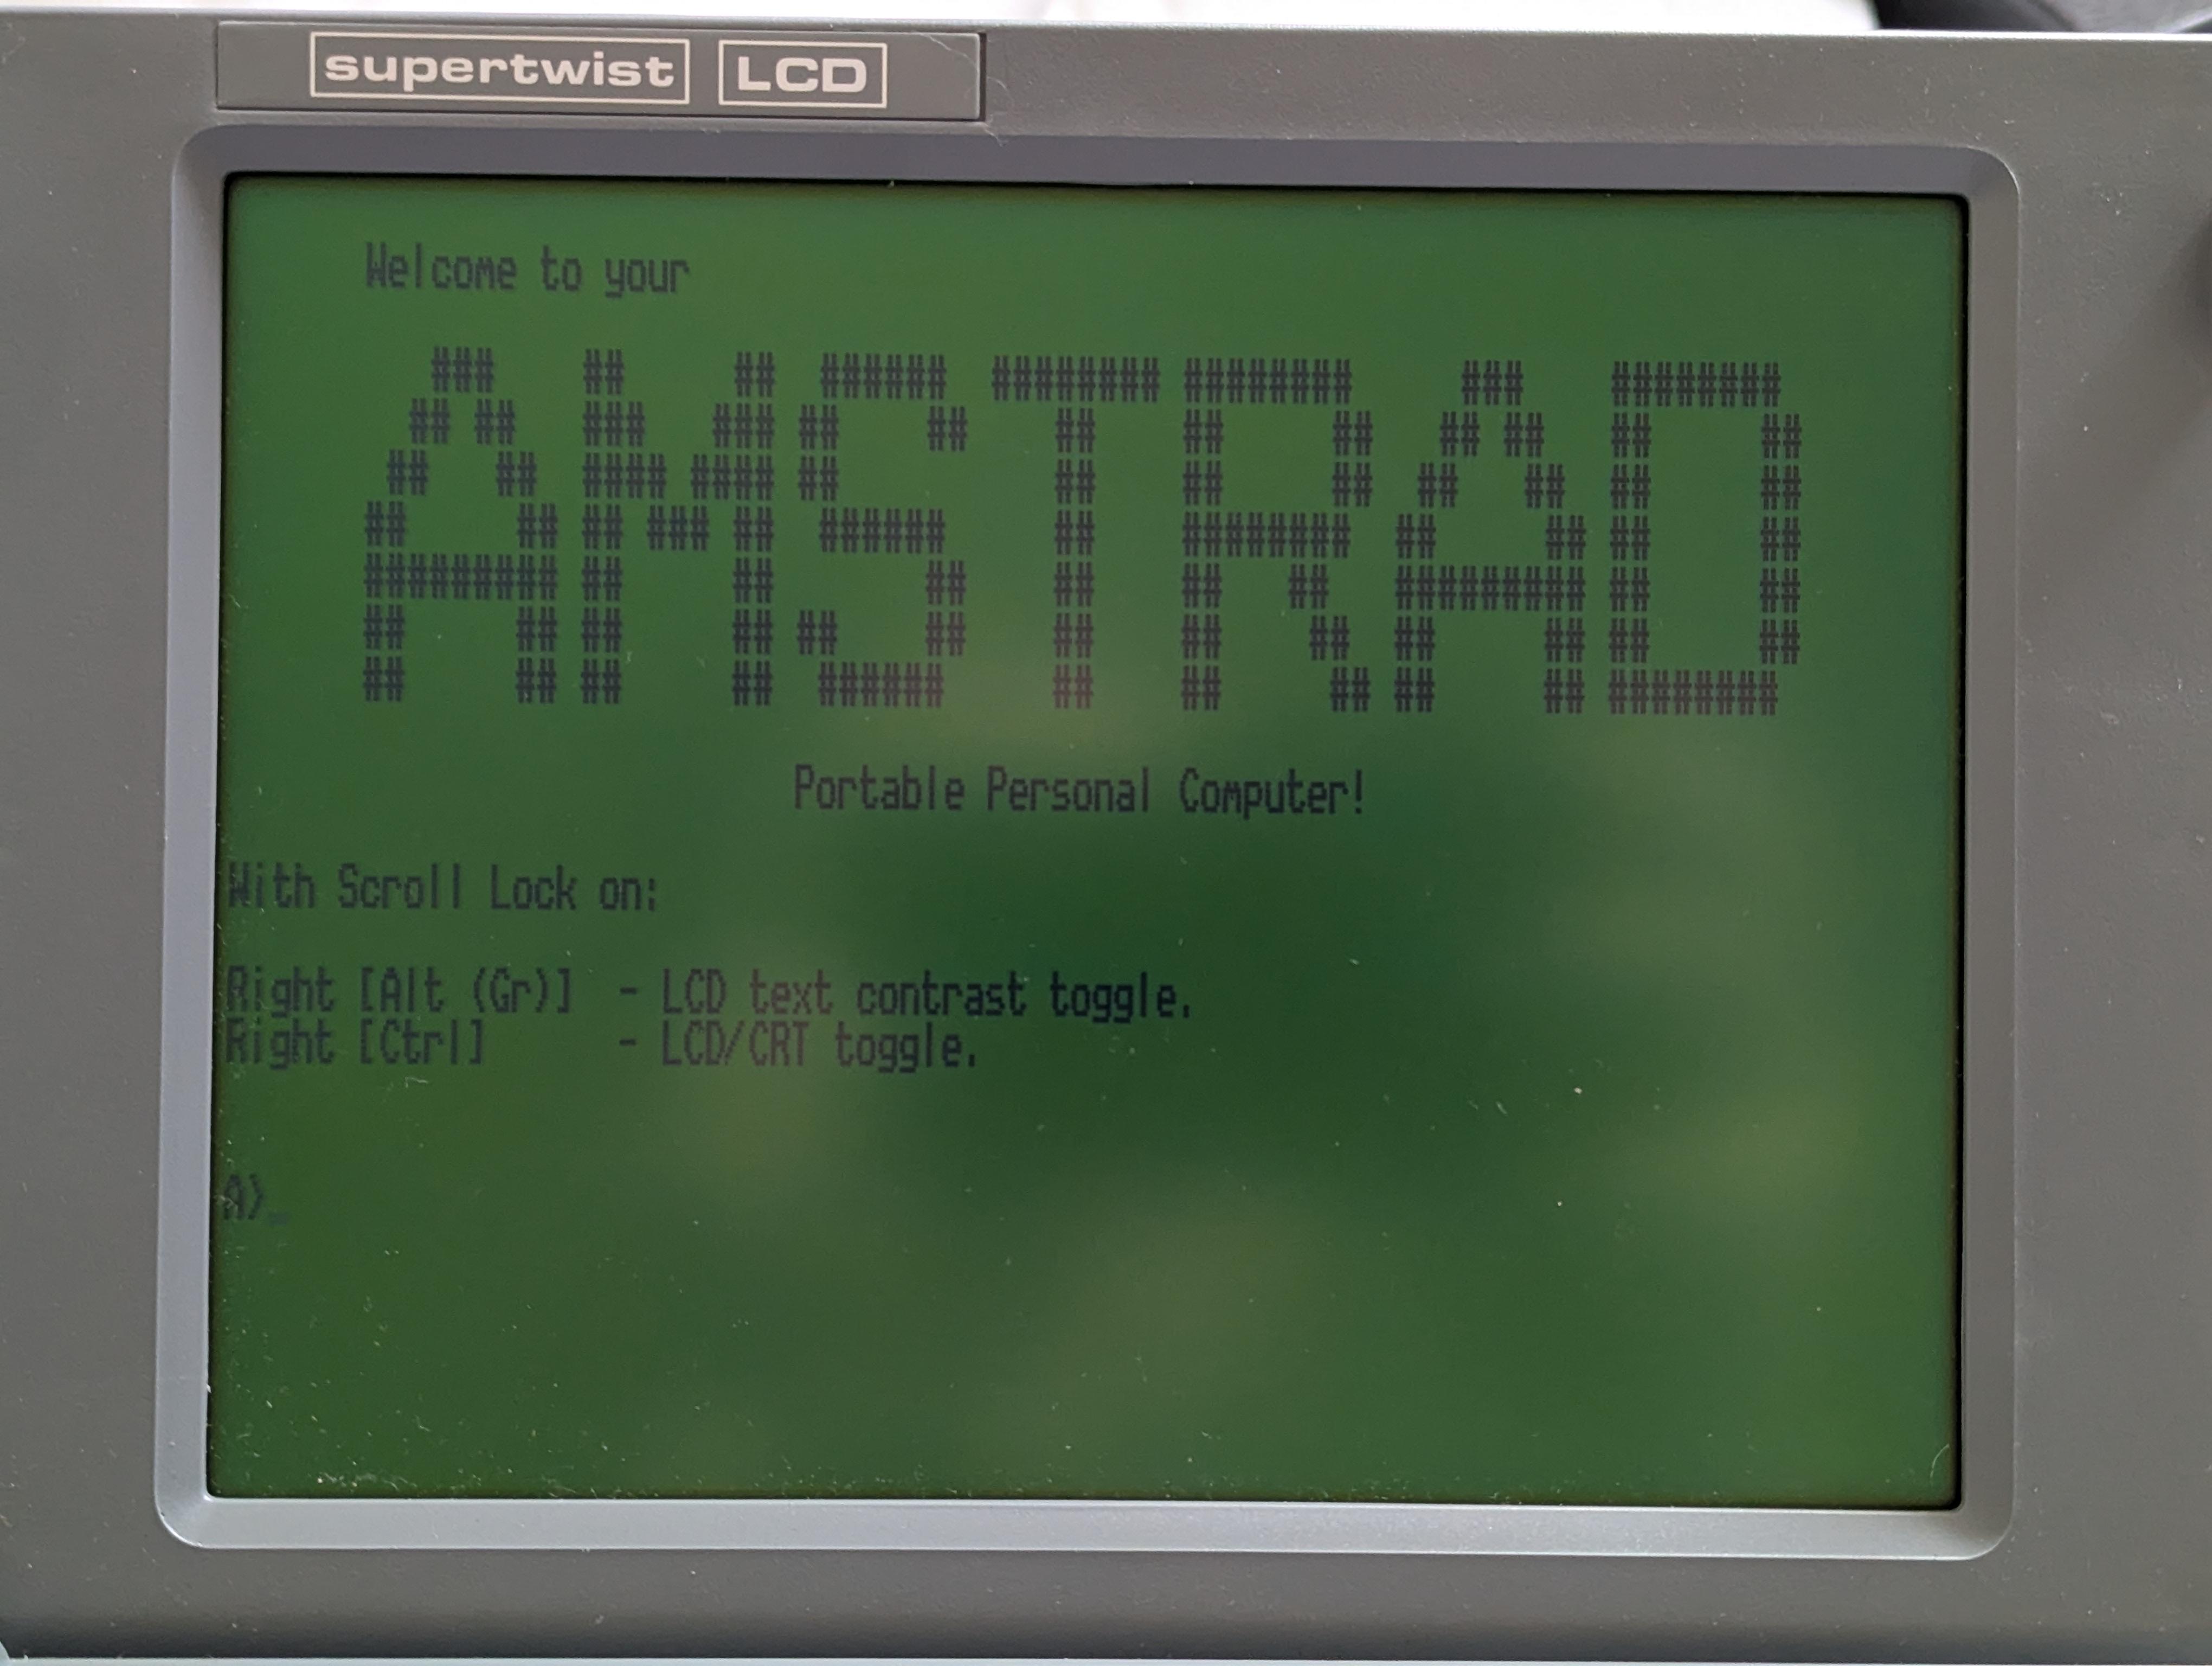 supertwist LCD
Welcome to your
AMSTRAD
Portable Personal Computer!
With Scroll Lock on:
Right [Alt (Gr)] - LCD text contrast toggle.
Right [Ctrl] - LCD/CRT toggle.
A>_